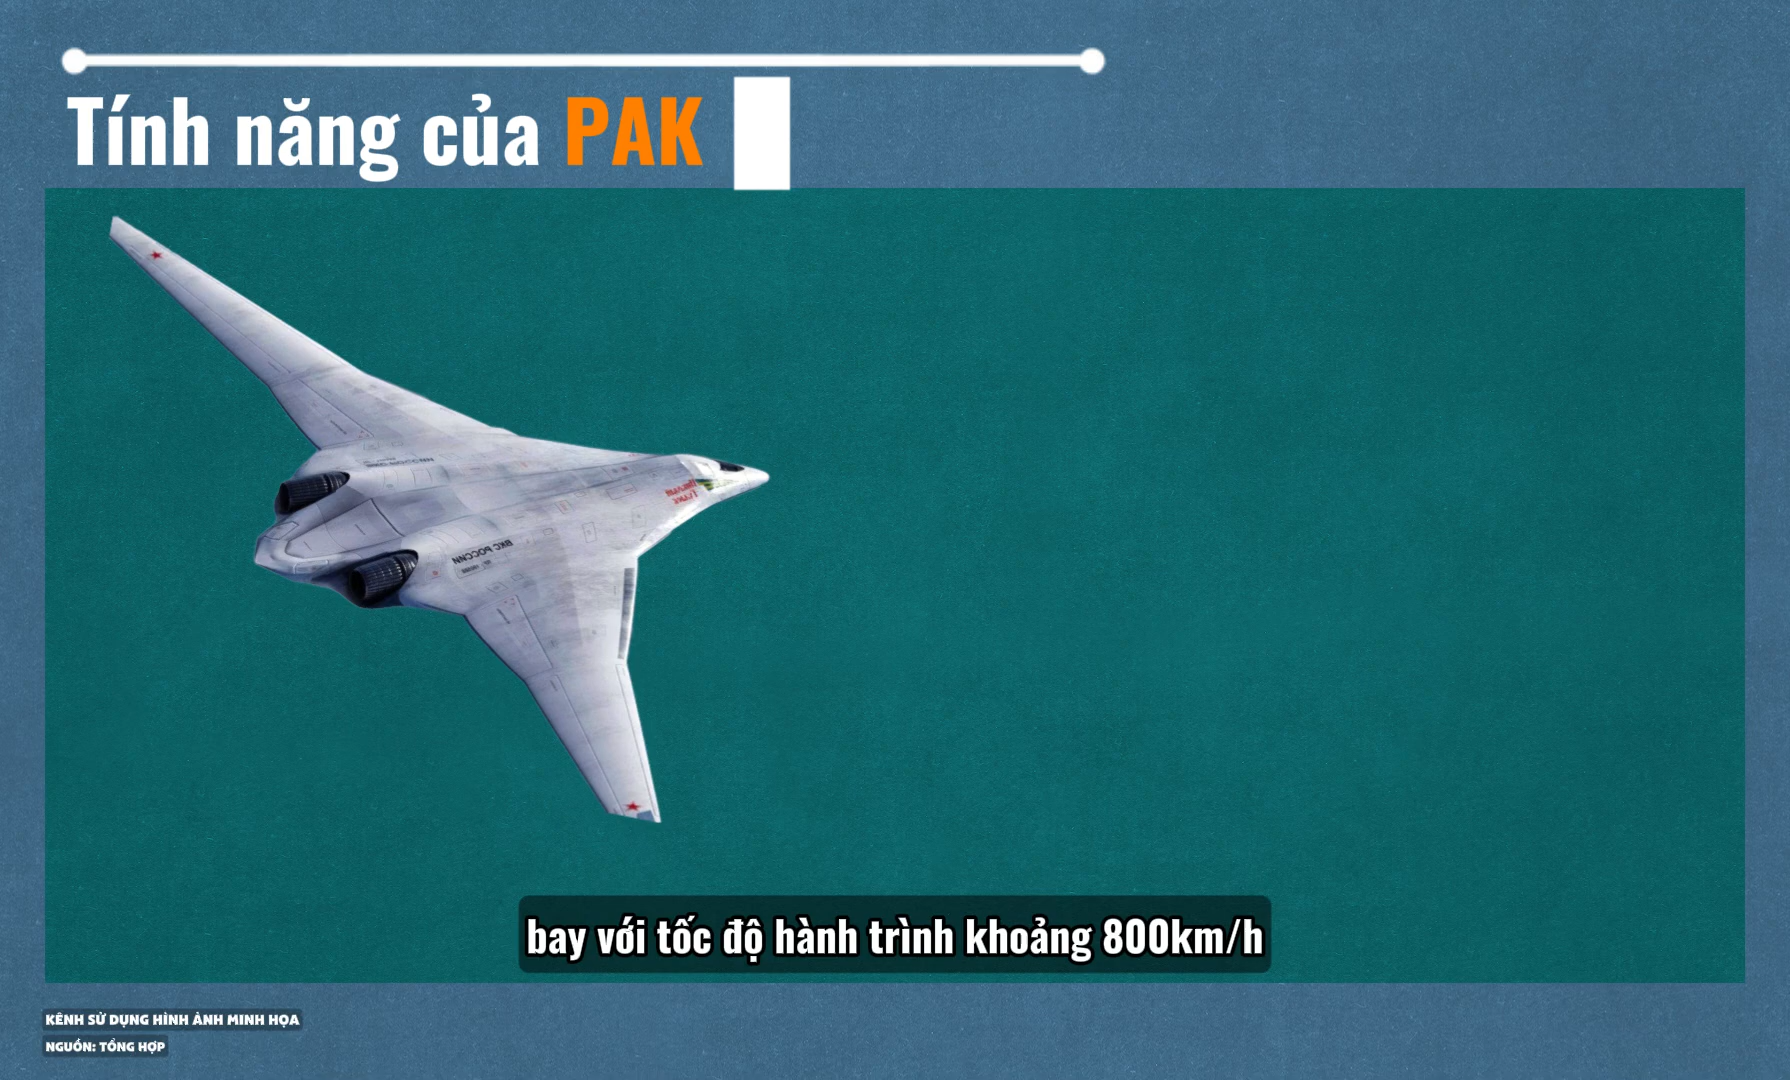 Tính năng của PAK
bay với tốc độ hành trình khoảng 800km/h
KÊNH SỬ DỤNG HÌNH ẢNH MINH HỌA
NGUỒN: TỔNG HỢP